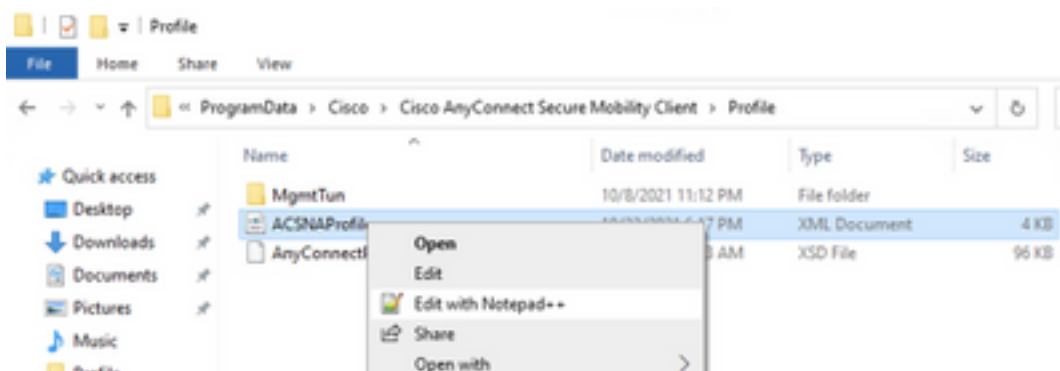 Profile
File Home Share View
« ProgramData > Cisco > Cisco AnyConnect Secure Mobility Client > Profile
Name Date modified Type Size
Quick access
MgmtTun 10/8/2021 11:12 PM File folder
Desktop
ACSNAProfile PM XML Document 4 KB
Downloads
AM XSD File 96 KB
Open
Documents
Edit
Pictures
Edit with Notepad++
Music
Share
Open with